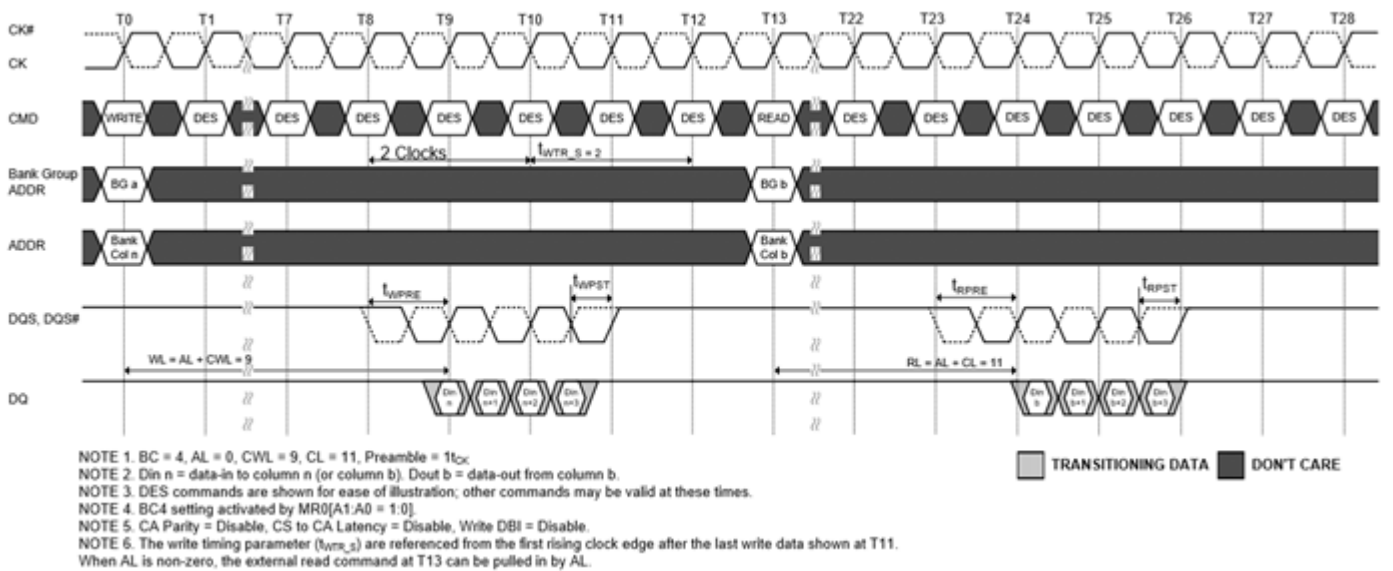 T0 T1 T7 T8 T9 T10 T11 T12 T13 T22 T23 T24 T25 T26 T27 T28
CK#
CK
CMD WRITE DES DES DES DES DES DES DES READ DES DES DES DES DES DES DES
2 Clocks tWTR_S = 2
Bank Group
ADDR
BG a BG b
ADDR
Bank
Col n
Bank
Col b
tWPRE tWPST tRPRE tRPST
DQS, DQS#
WL = AL + CWL = 9 RL = AL + CL = 11
DQ
Din
n
Din
n+1
Din
n+2
Din
n+3
Din
b
Din
b+1
Din
b+2
Din
b+3
NOTE 1. BC = 4, AL = 0, CWL = 9, CL = 11, Preamble = 1tCK
NOTE 2. Din n = data-in to column n (or column b). Dout b = data-out from column b.
NOTE 3. DES commands are shown for ease of illustration; other commands may be valid at these times.
NOTE 4. BC4 setting activated by MR0[A1:A0 = 1:0].
NOTE 5. CA Parity = Disable, CS to CA Latency = Disable, Write DBI = Disable.
NOTE 6. The write timing parameter (tWTR_S) are referenced from the first rising clock edge after the last write data shown at T11.
When AL is non-zero, the external read command at T13 can be pulled in by AL.
TRANSITIONING DATA DON'T CARE